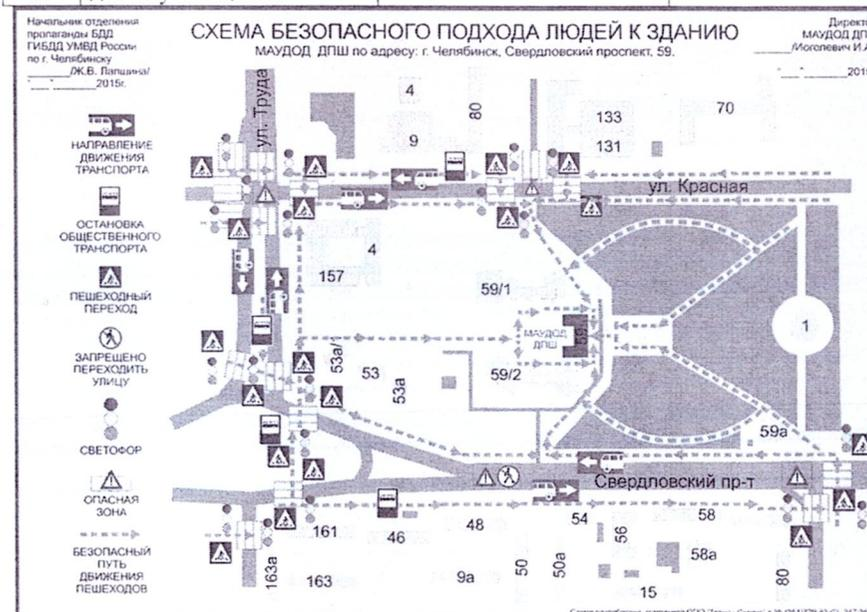 Начальник отделения
пропаганды БДД
ГИБДД УМВД России
по г. Челябинску
/Ж.В. Лапшина/
2015г.
СХЕМА БЕЗОПАСНОГО ПОДХОДА ЛЮДЕЙ К ЗДАНИЮ
МАУДОД ДПШ по адресу: г. Челябинск, Свердловский проспект, 59.
Директ
МАУДОД ДП
/Иоголевич И.А
2015
НАПРАВЛЕНИЕ
ДВИЖЕНИЯ
ТРАНСПОРТА
ОСТАНОВКА
ОБЩЕСТВЕННОГО
ТРАНСПОРТА
ПЕШЕХОДНЫЙ
ПЕРЕХОД
ЗАПРЕЩЕНО
ПЕРЕХОДИТЬ
УЛИЦУ
СВЕТОФОР
ОПАСНАЯ
ЗОНА
БЕЗОПАСНЫЙ
ПУТЬ
ДВИЖЕНИЯ
ПЕШЕХОДОВ
ул. Труда
4
9
80
133
131
70
ул. Красная
4
157
59/1
53а/1
53
53а
59/2
МАУДОД
ДПШ
59
1
59а
Свердловский пр-т
161
163а
163
46
48
9а
50
54
50а
56
58
58а
15
80